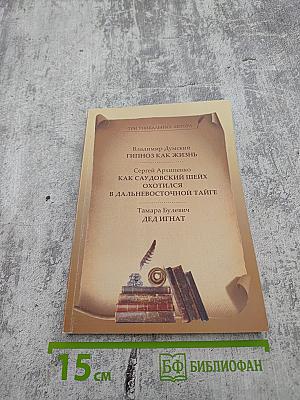 ТРИ УНИКАЛЬНЫХ АВТОРА
Владимир Думский
ГИПНОЗ КАК ЖИЗНЬ
Сергей Архипенко
КАК САУДОВСКИЙ ШЕЙХ
ОХОТИЛСЯ
В ДАЛЬНЕВОСТОЧНОЙ ТАЙГЕ
Тамара Булевич
ДЕД ИГНАТ
15 см
БФ БИБЛИОФАН